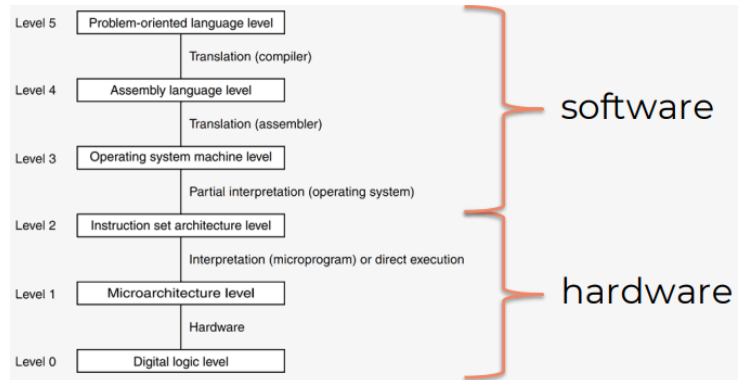 Level 5 Problem-oriented language level
Translation (compiler)
Level 4 Assembly language level
software
Translation (assembler)
Level 3 Operating system machine level
Partial interpretation (operating system)
Level 2 Instruction set architecture level
Interpretation (microprogram) or direct execution
Level 1 Microarchitecture level
hardware
Hardware
Level 0 Digital logic level